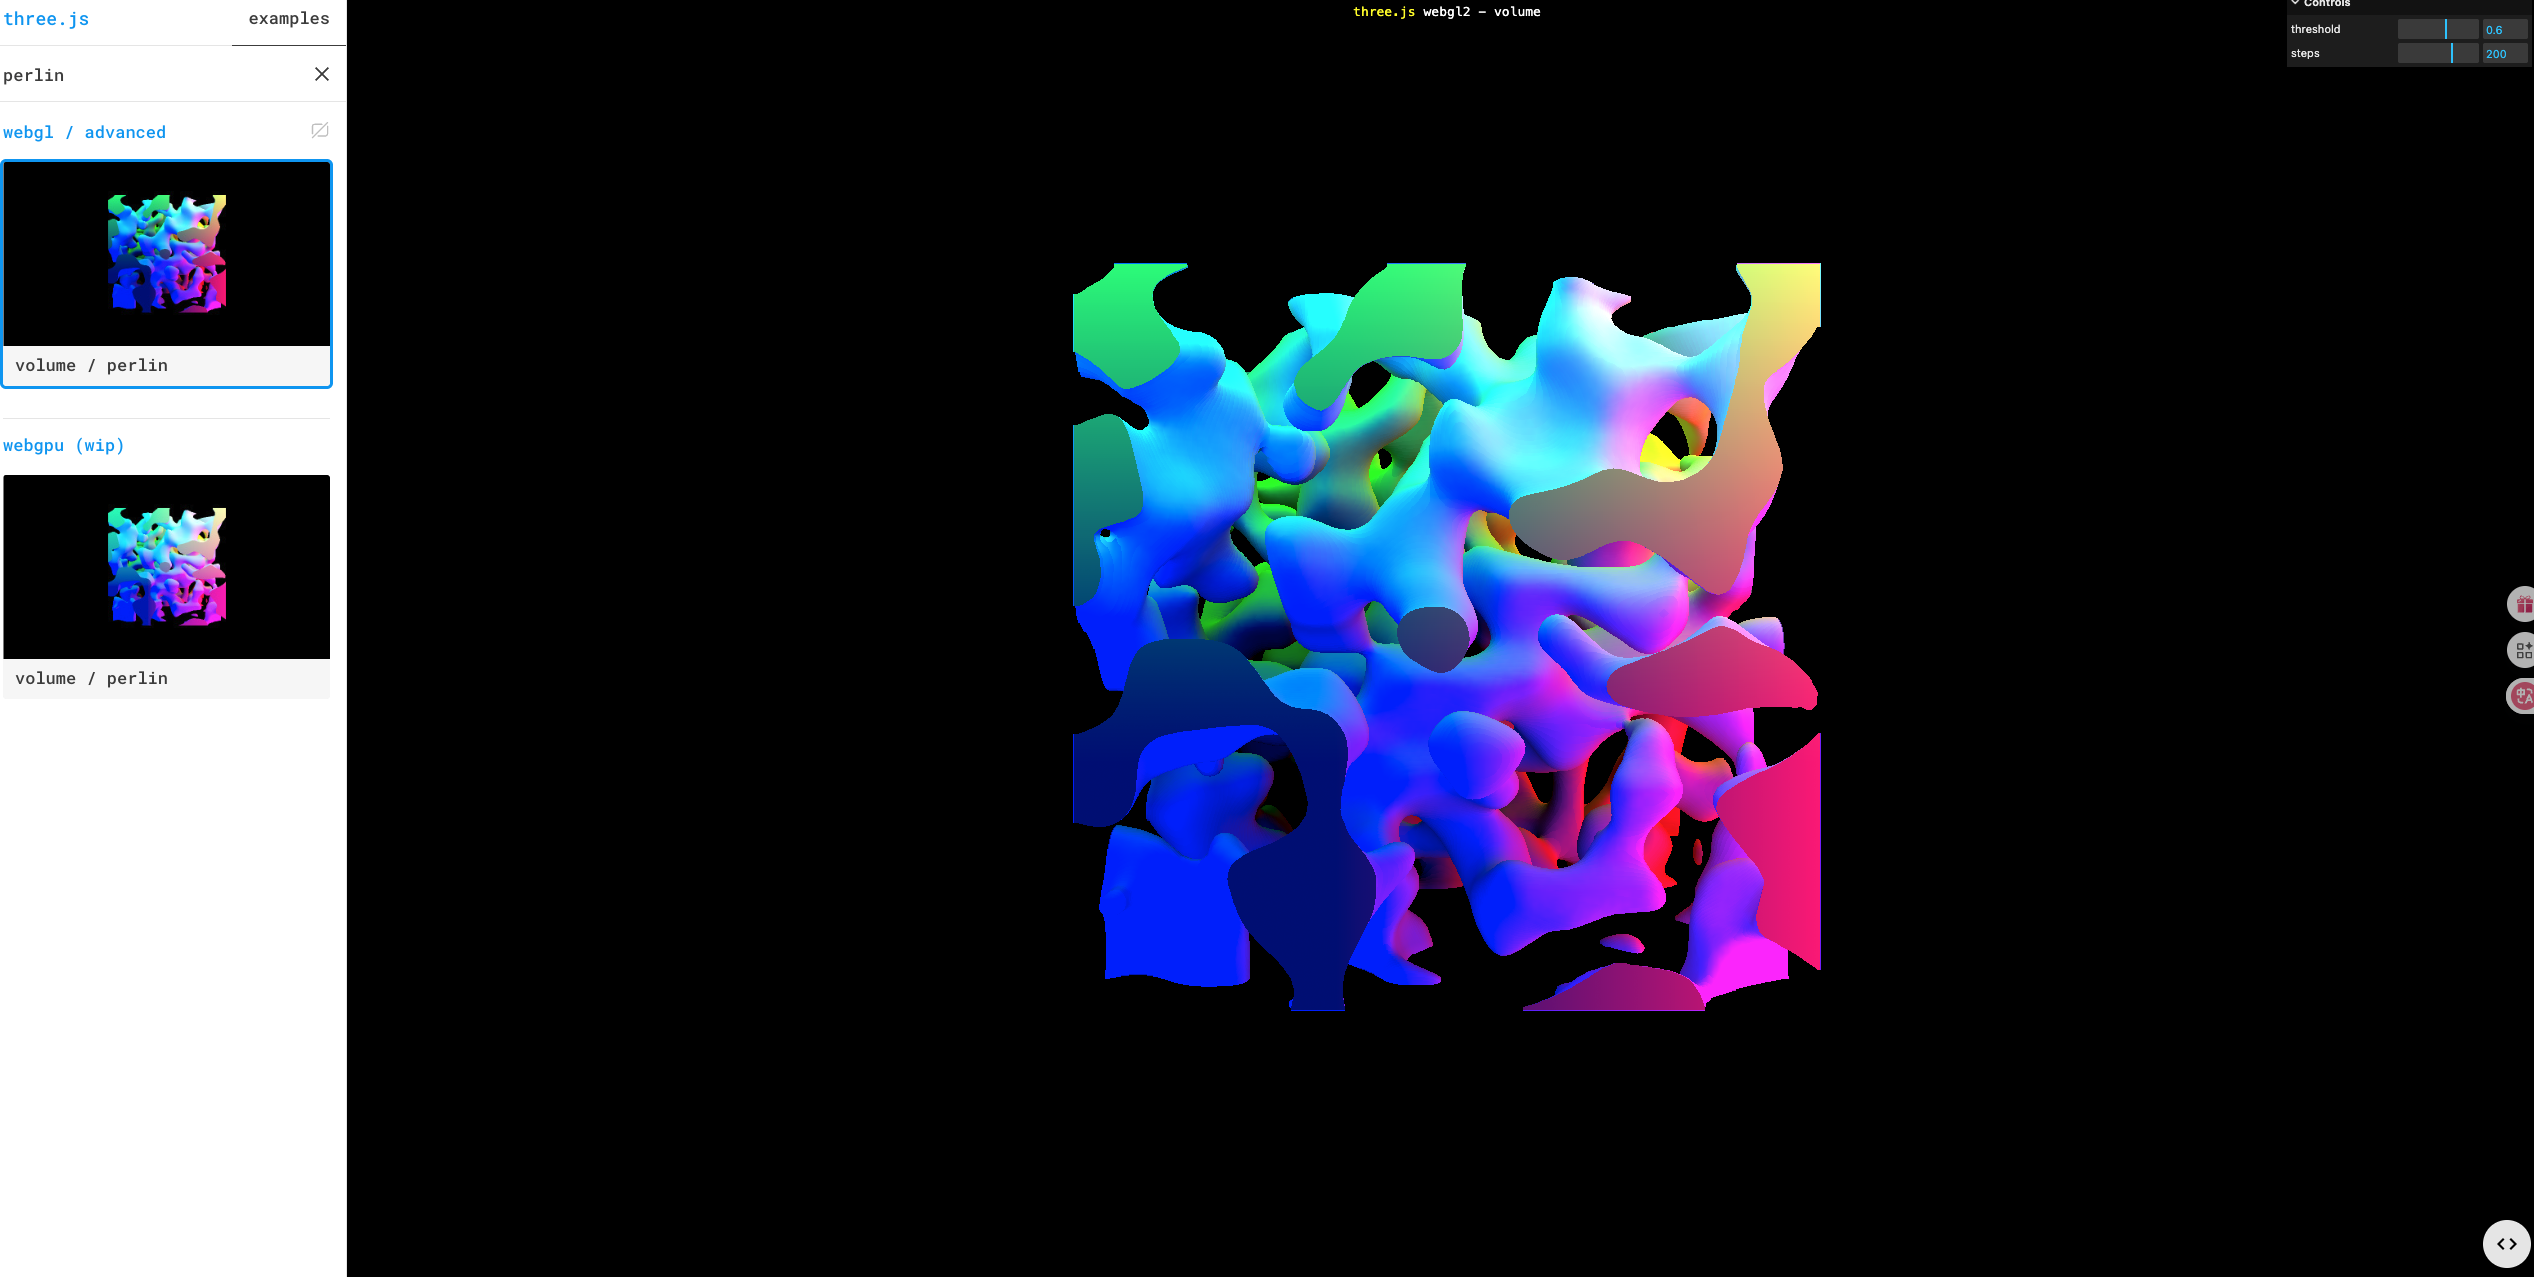 three.js
examples
perlin
webgl / advanced
volume / perlin
webgpu (wip)
volume / perlin
three.js webgl2 - volume
Controls
threshold
0.6
steps
200